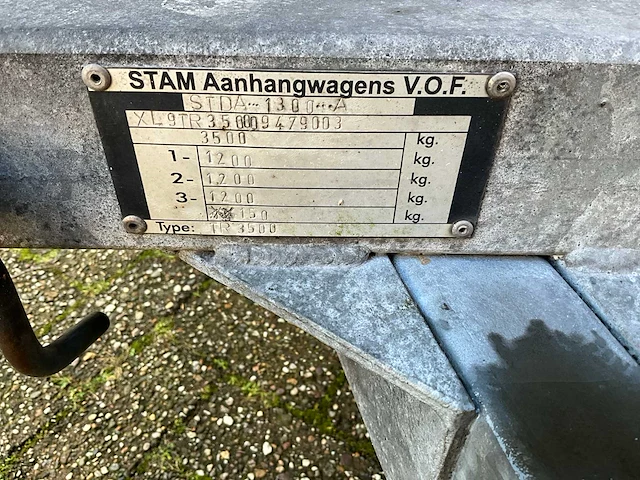 STAM Aanhangwagens V.O.F.
STDA--1300--A
3500 kg.
1- 1200 kg.
2- 1200 kg.
3- 1200 kg.
150 kg.
Type: TR3500